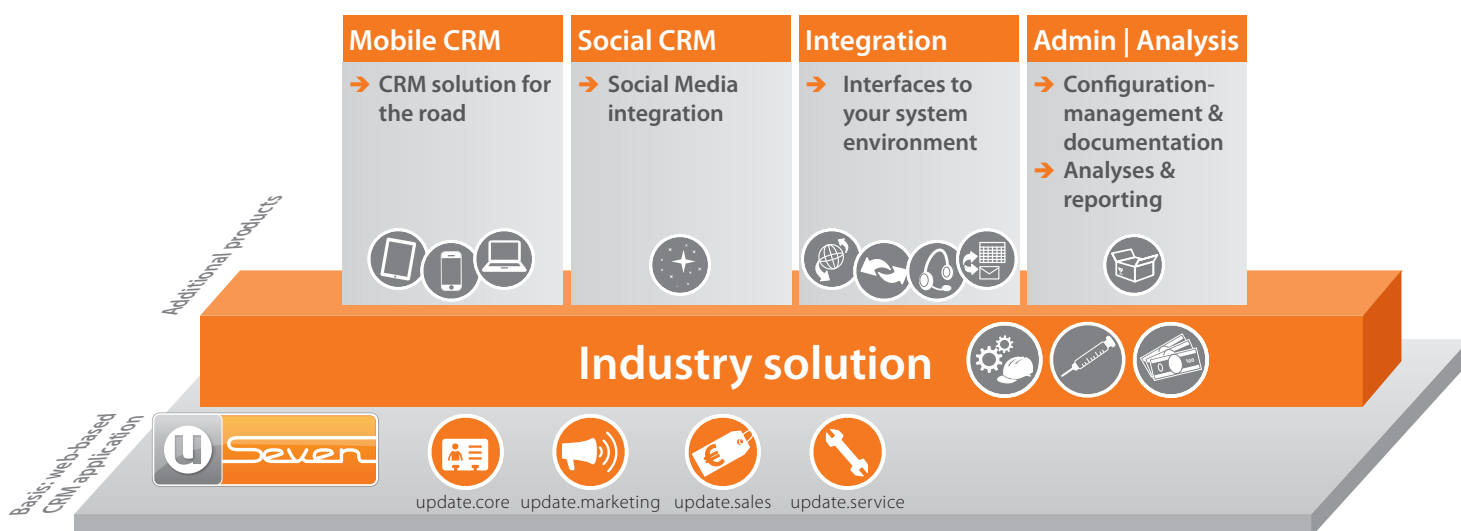 Mobile CRM
CRM solution for
the road
Social CRM
Social Media
integration
Integration
Interfaces to
your system
environment
Admin | Analysis
Configuration-
management &
documentation
Analyses &
reporting
Additional products
Industry solution
Basis: web-based
CRM application
u Seven
update.core
update.marketing
update.sales
update.service